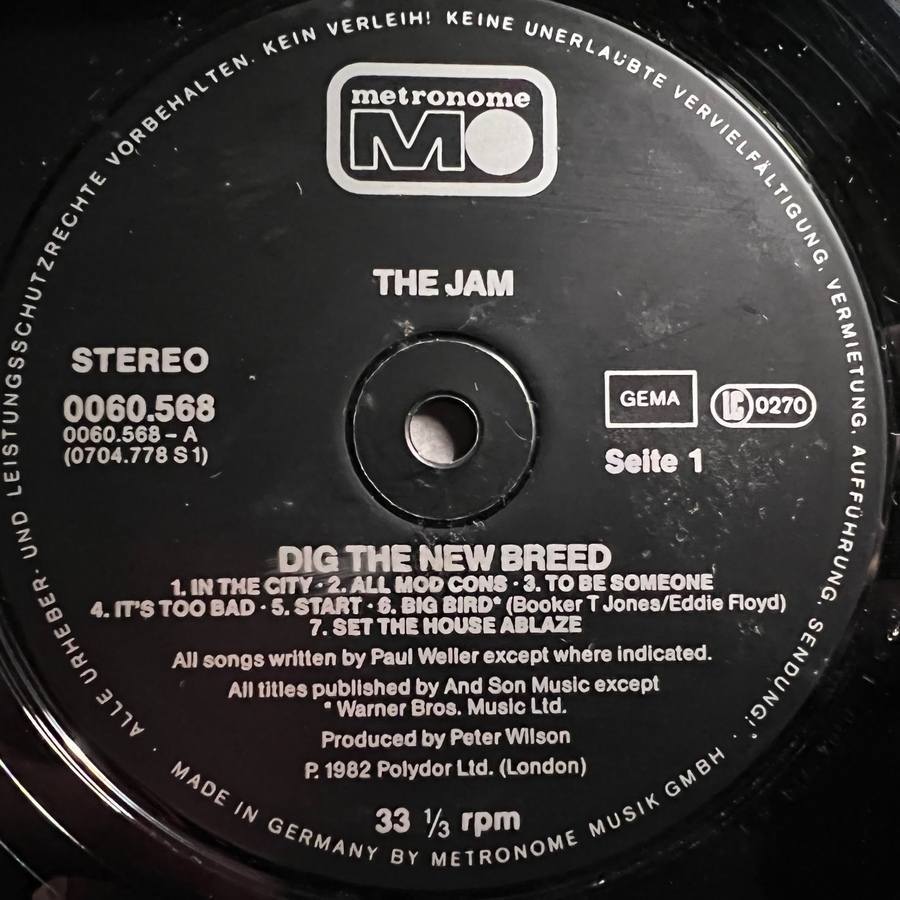 ALLE URHEBER- UND LEISTUNGSSCHUTZRECHTE VORBEHALTEN. KEIN VERLEIH! KEINE UNERLAUBTE VERVIELFÄLTIGUNG, VERMIETUNG, AUFFÜHRUNG, SENDUNG!
metronome
M
THE JAM
STEREO
0060.568
0060.568 – A
(0704.778 S 1)
GEMA
LC 0270
Seite 1
DIG THE NEW BREED
1. IN THE CITY · 2. ALL MOD CONS · 3. TO BE SOMEONE
4. IT'S TOO BAD · 5. START · 6. BIG BIRD* (Booker T Jones/Eddie Floyd)
7. SET THE HOUSE ABLAZE
All songs written by Paul Weller except where indicated.
All titles published by And Son Music except
* Warner Bros. Music Ltd.
Produced by Peter Wilson
P. 1982 Polydor Ltd. (London)
33 ⅓ rpm
MADE IN GERMANY BY METRONOME MUSIK GMBH